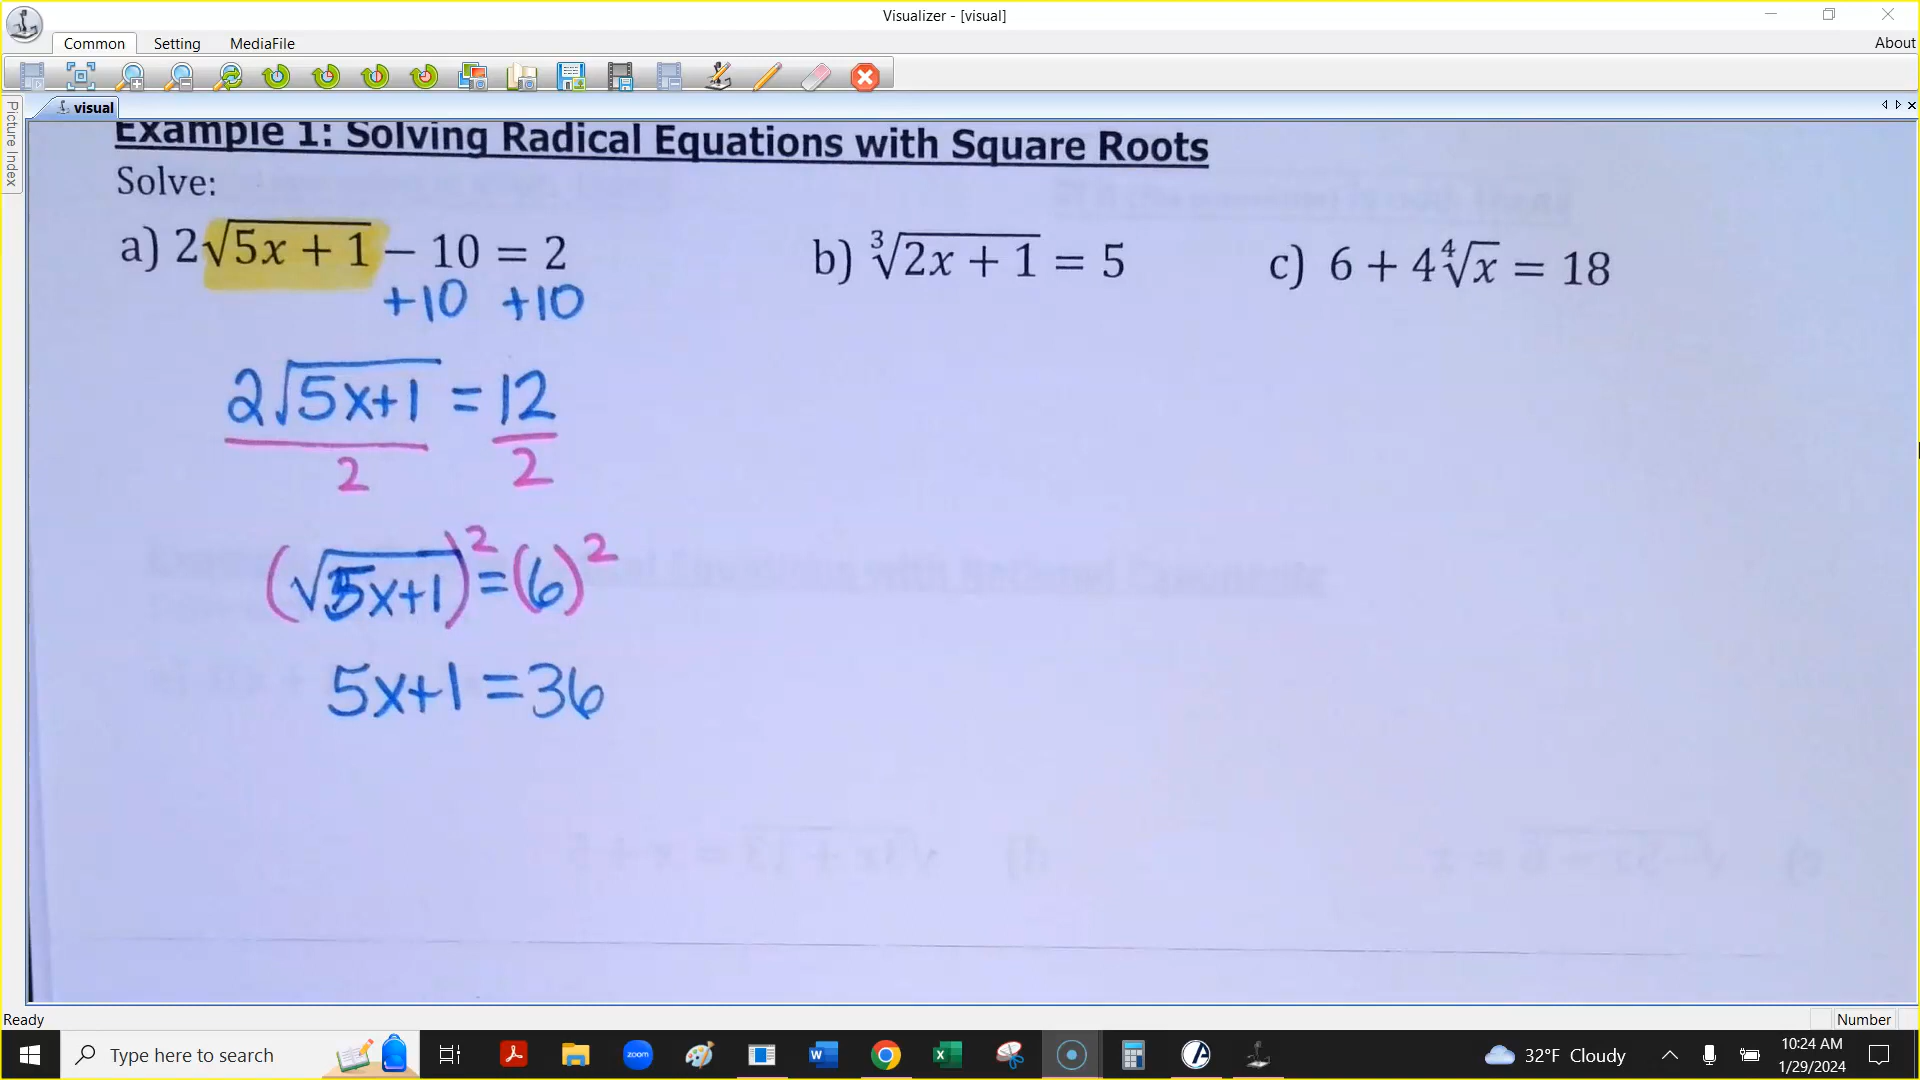 Visualizer - [visual]
Common Setting MediaFile
About
Picture Index
visual
Example 1: Solving Radical Equations with Square Roots
Solve:
a) 2√(5x + 1) − 10 = 2
+10 +10
2√(5x+1) = 12
2 2
(√(5x+1))² = (6)²
5x+1 = 36
b) ∛(2x + 1) = 5
c) 6 + 4∜x = 18
Ready
Number
Type here to search
zoom
32°F Cloudy
10:24 AM
1/29/2024